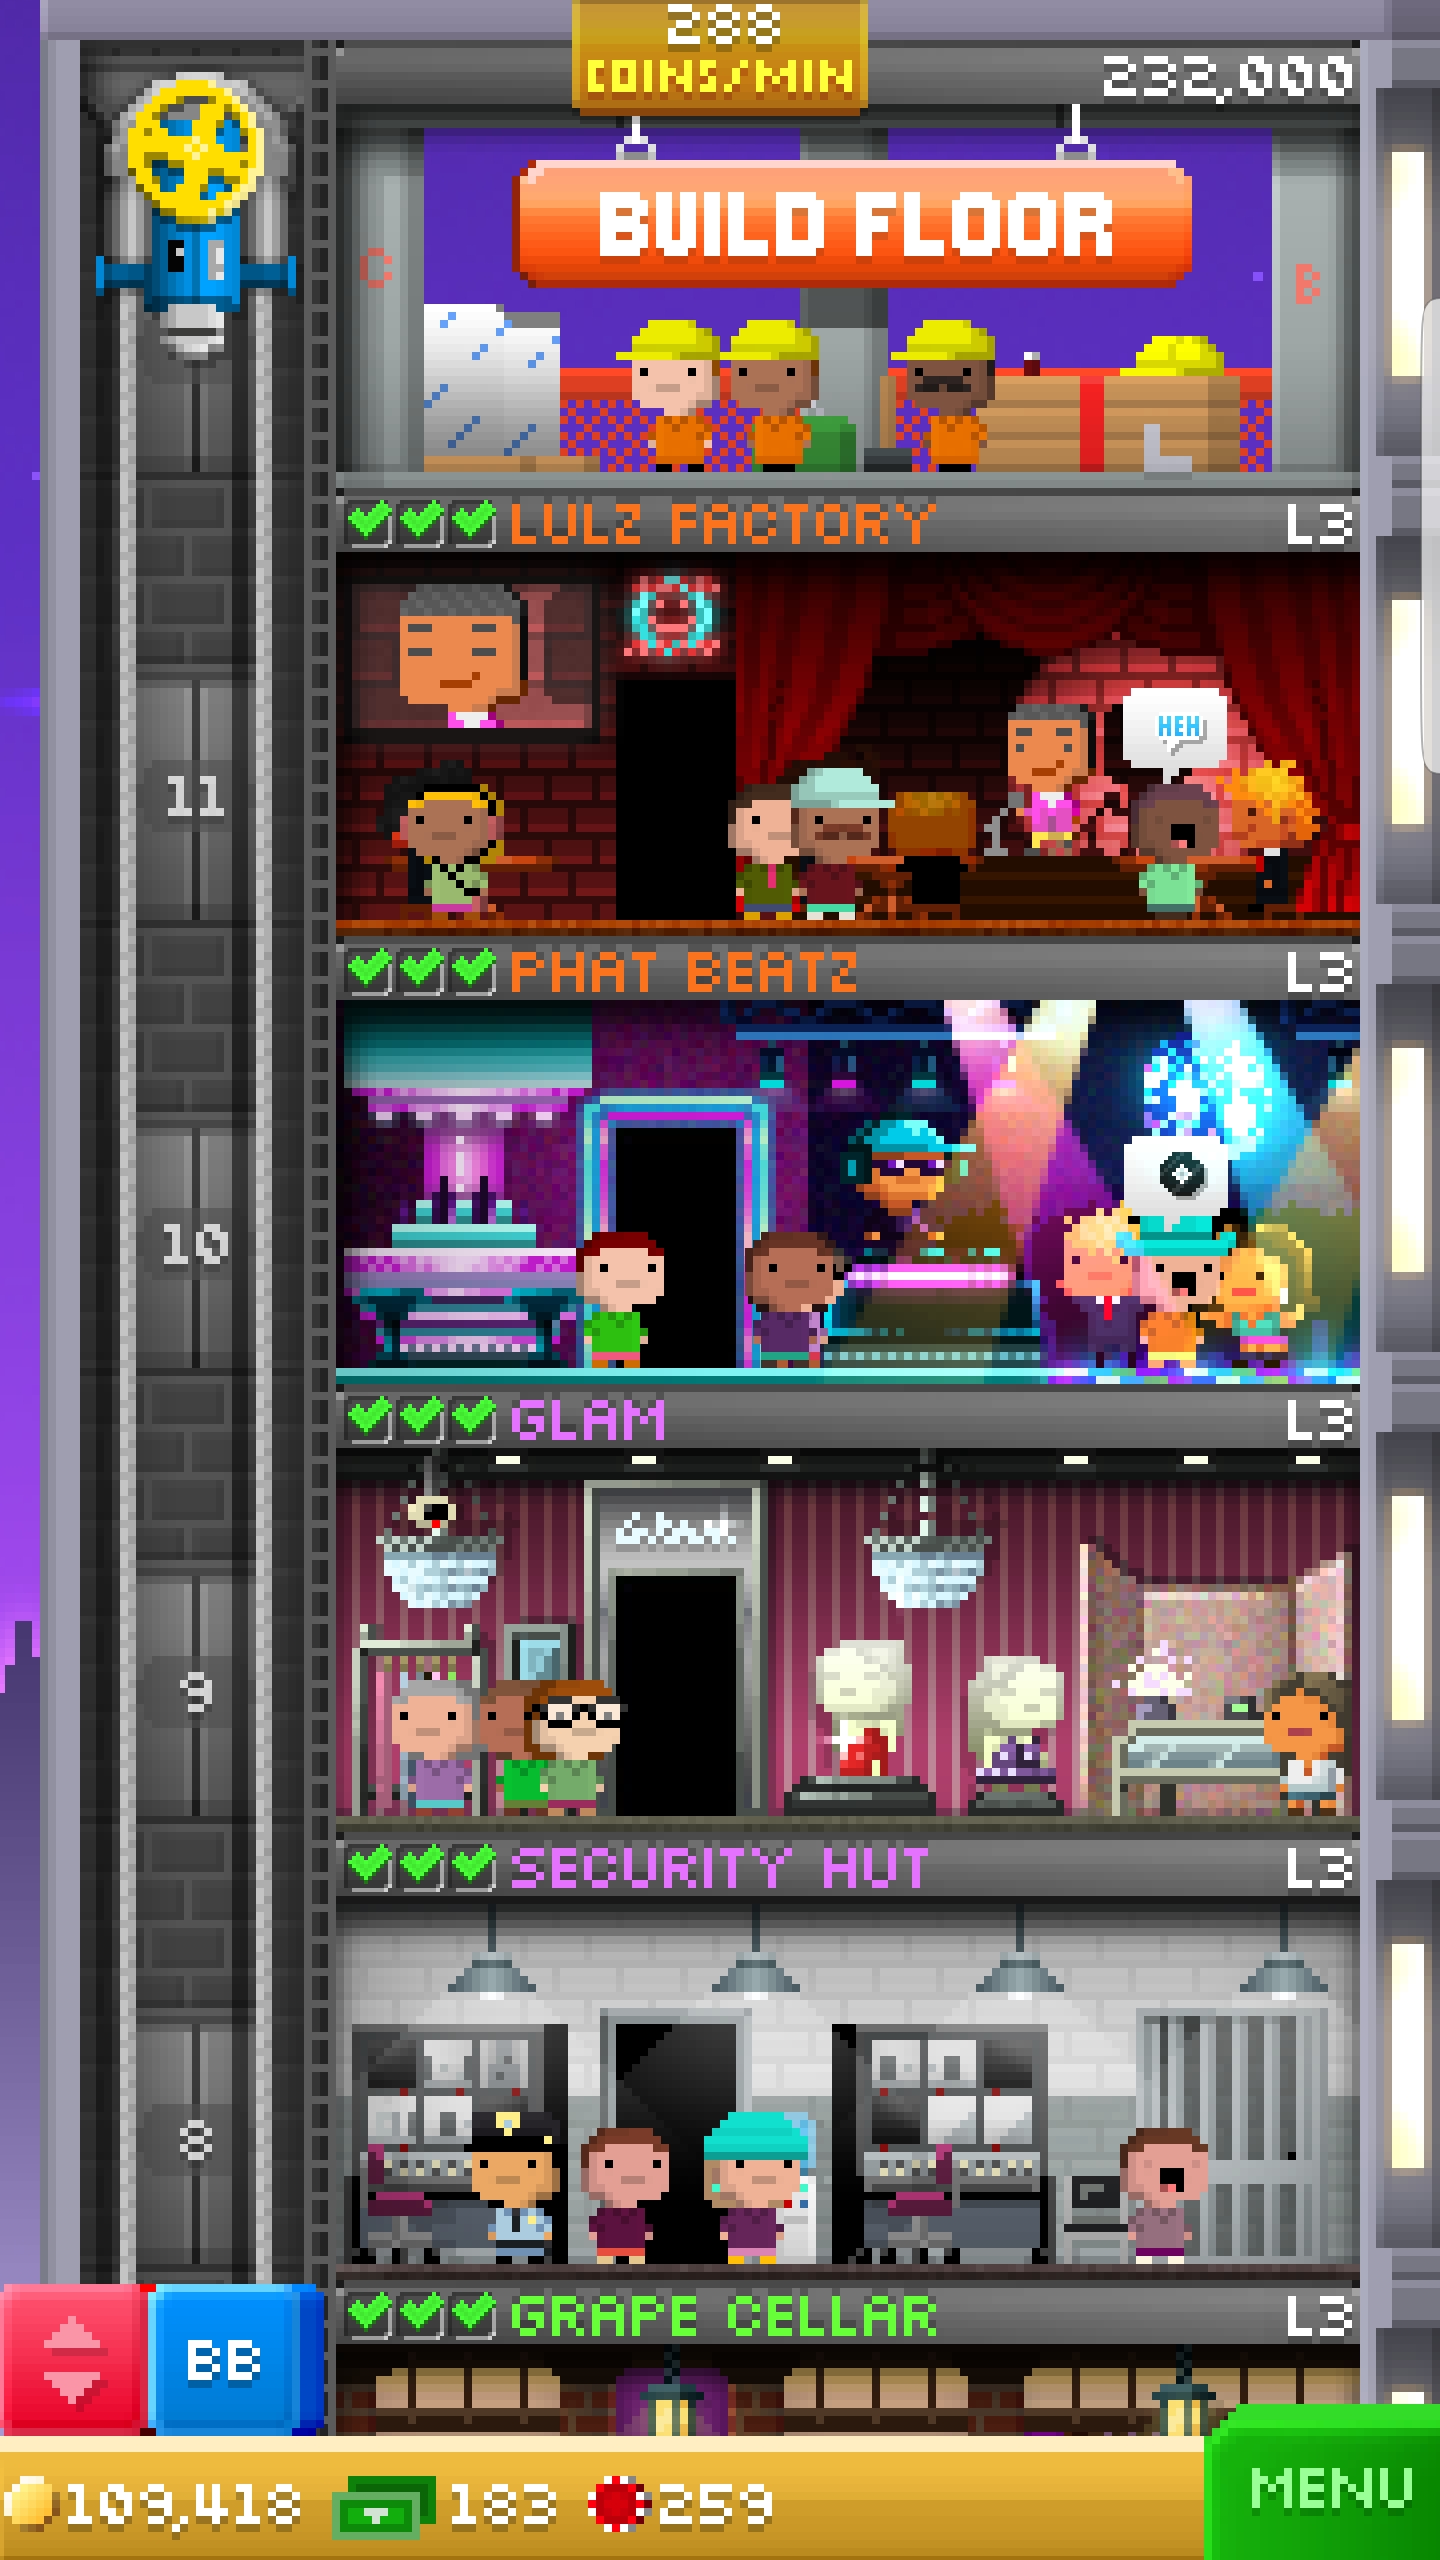 288
COINS/MIN
232,000
BUILD FLOOR
C
B
LULZ FACTORY
L3
HEH
11
PHAT BEATZ
L3
10
GLAM
L3
Glam
9
SECURITY HUT
L3
8
GRAPE CELLAR
L3
BB
109,418
183
259
MENU